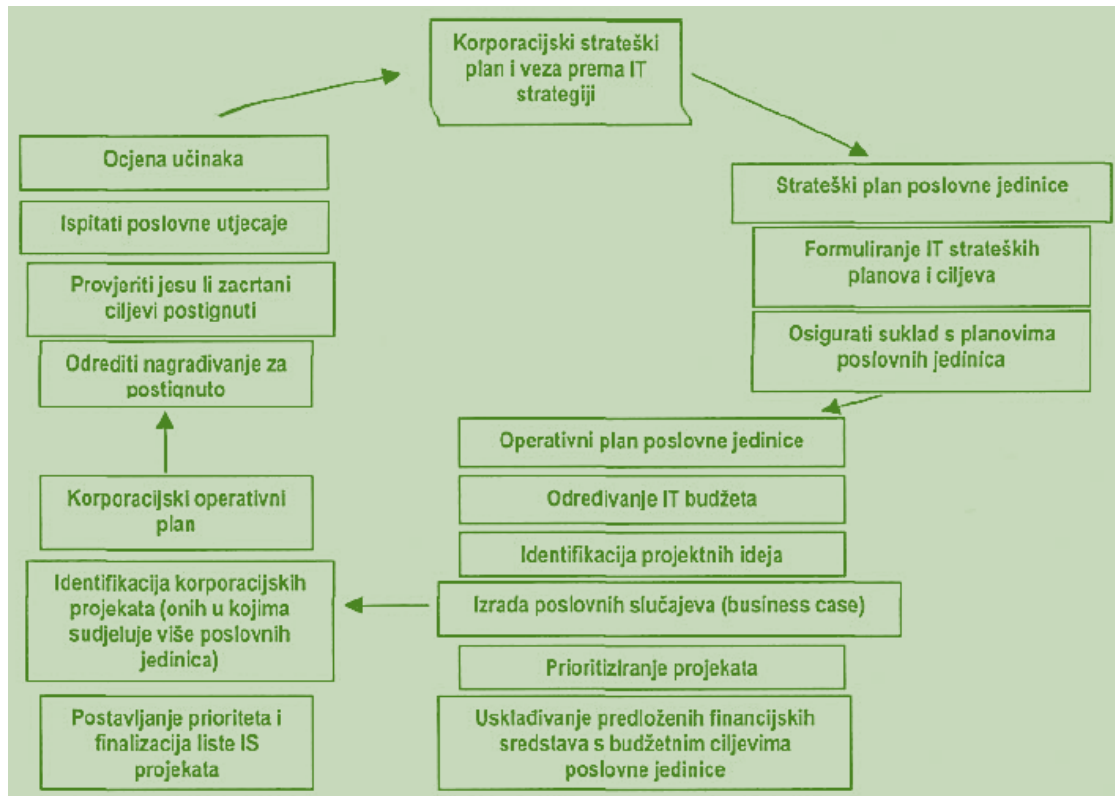 Korporacijski strateški
plan i veza prema IT
strategiji
Strateški plan poslovne jedinice
Formuliranje IT strateških
planova i ciljeva
Osigurati suklad s planovima
poslovnih jedinica
Operativni plan poslovne jedinice
Određivanje IT budžeta
Identifikacija projektnih ideja
Izrada poslovnih slučajeva (business case)
Prioritiziranje projekata
Usklađivanje predloženih financijskih
sredstava s budžetnim ciljevima
poslovne jedinice
Korporacijski operativni
plan
Identifikacija korporacijskih
projekata (onih u kojima
sudjeluje više poslovnih
jedinica)
Postavljanje prioriteta i
finalizacija liste IS
projekata
Ocjena učinaka
Ispitati poslovne utjecaje
Provjeriti jesu li zacrtani
ciljevi postignuti
Odrediti nagrađivanje za
postignuto